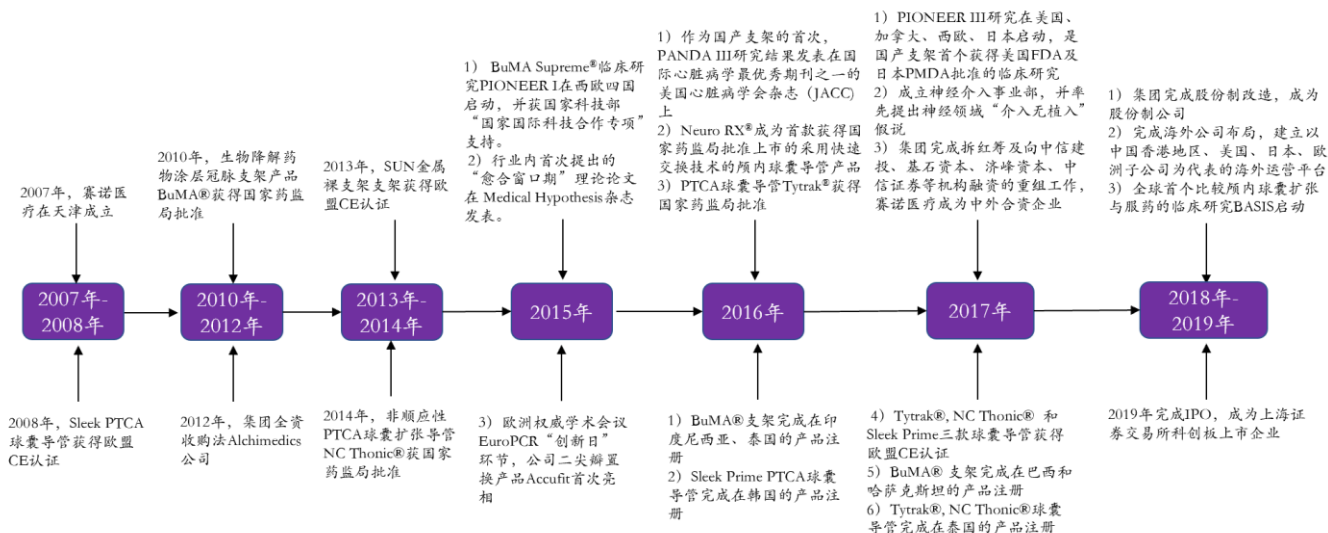 2007年，赛诺医
疗在天津成立
2010年，生物降解药
物涂层冠脉支架产品
BuMA®获得国家药监
局批准
2013年，SUN金属
裸支架支架获得欧
盟CE认证
1） BuMA Supreme®临床研
究PIONEER I在西欧四国
启动，并获国家科技部
“国家国际科技合作专项”
支持。
2）行业内首次提出的
“愈合窗口期” 理论论文
在 Medical Hypothesis杂志
发表。
1）作为国产支架的首次，
PANDA III研究结果发表在国
际心脏病学最优秀期刊之一的
美国心脏病学会杂志（JACC)
上
2）Neuro RX®成为首款获得国
家药监局批准上市的采用快速
交换技术的颅内球囊导管产品
3）PTCA球囊导管Tytrak®获得
国家药监局批准
1）PIONEER III研究在美国、
加拿大、西欧、日本启动，是
国产支架首个获得美国FDA及
日本PMDA批准的临床研究
2）成立神经介入事业部，并率
先提出神经领域“介入无植入”
假说
3）集团完成拆红筹及向中信建
投、基石资本、济峰资本、中
信证券等机构融资的重组工作，
赛诺医疗成为中外合资企业
1）集团完成股份制改造，成为
股份制公司
2）完成海外公司布局，建立以
中国香港地区、美国、日本、欧
洲子公司为代表的海外运营平台
3）全球首个比较颅内球囊扩张
与服药的临床研究BASIS启动
2007年-
2008年
2010年-
2012年
2013年-
2014年
2015年
2016年
2017年
2018年-
2019年
2008年，Sleek PTCA
球囊导管获得欧盟
CE认证
2012年，集团全资
收购法Alchimedics
公司
2014年，非顺应性
PTCA球囊扩张导管
NC Thonic®获国家
药监局批准
3）欧洲权威学术会议
EuroPCR“创新日”
环节，公司二尖瓣置
换产品Accufit首次亮
相
1）BuMA®支架完成在印
度尼西亚、泰国的产品注
册
2）Sleek Prime PTCA球囊
导管完成在韩国的产品注
册
4）Tytrak®, NC Thonic® 和
Sleek Prime三款球囊导管获得
欧盟CE认证
5）BuMA® 支架完成在巴西和
哈萨克斯坦的产品注册
6）Tytrak®, NC Thonic®球囊
导管完成在泰国的产品注册
2019年完成IPO，成为上海证
券交易所科创板上市企业